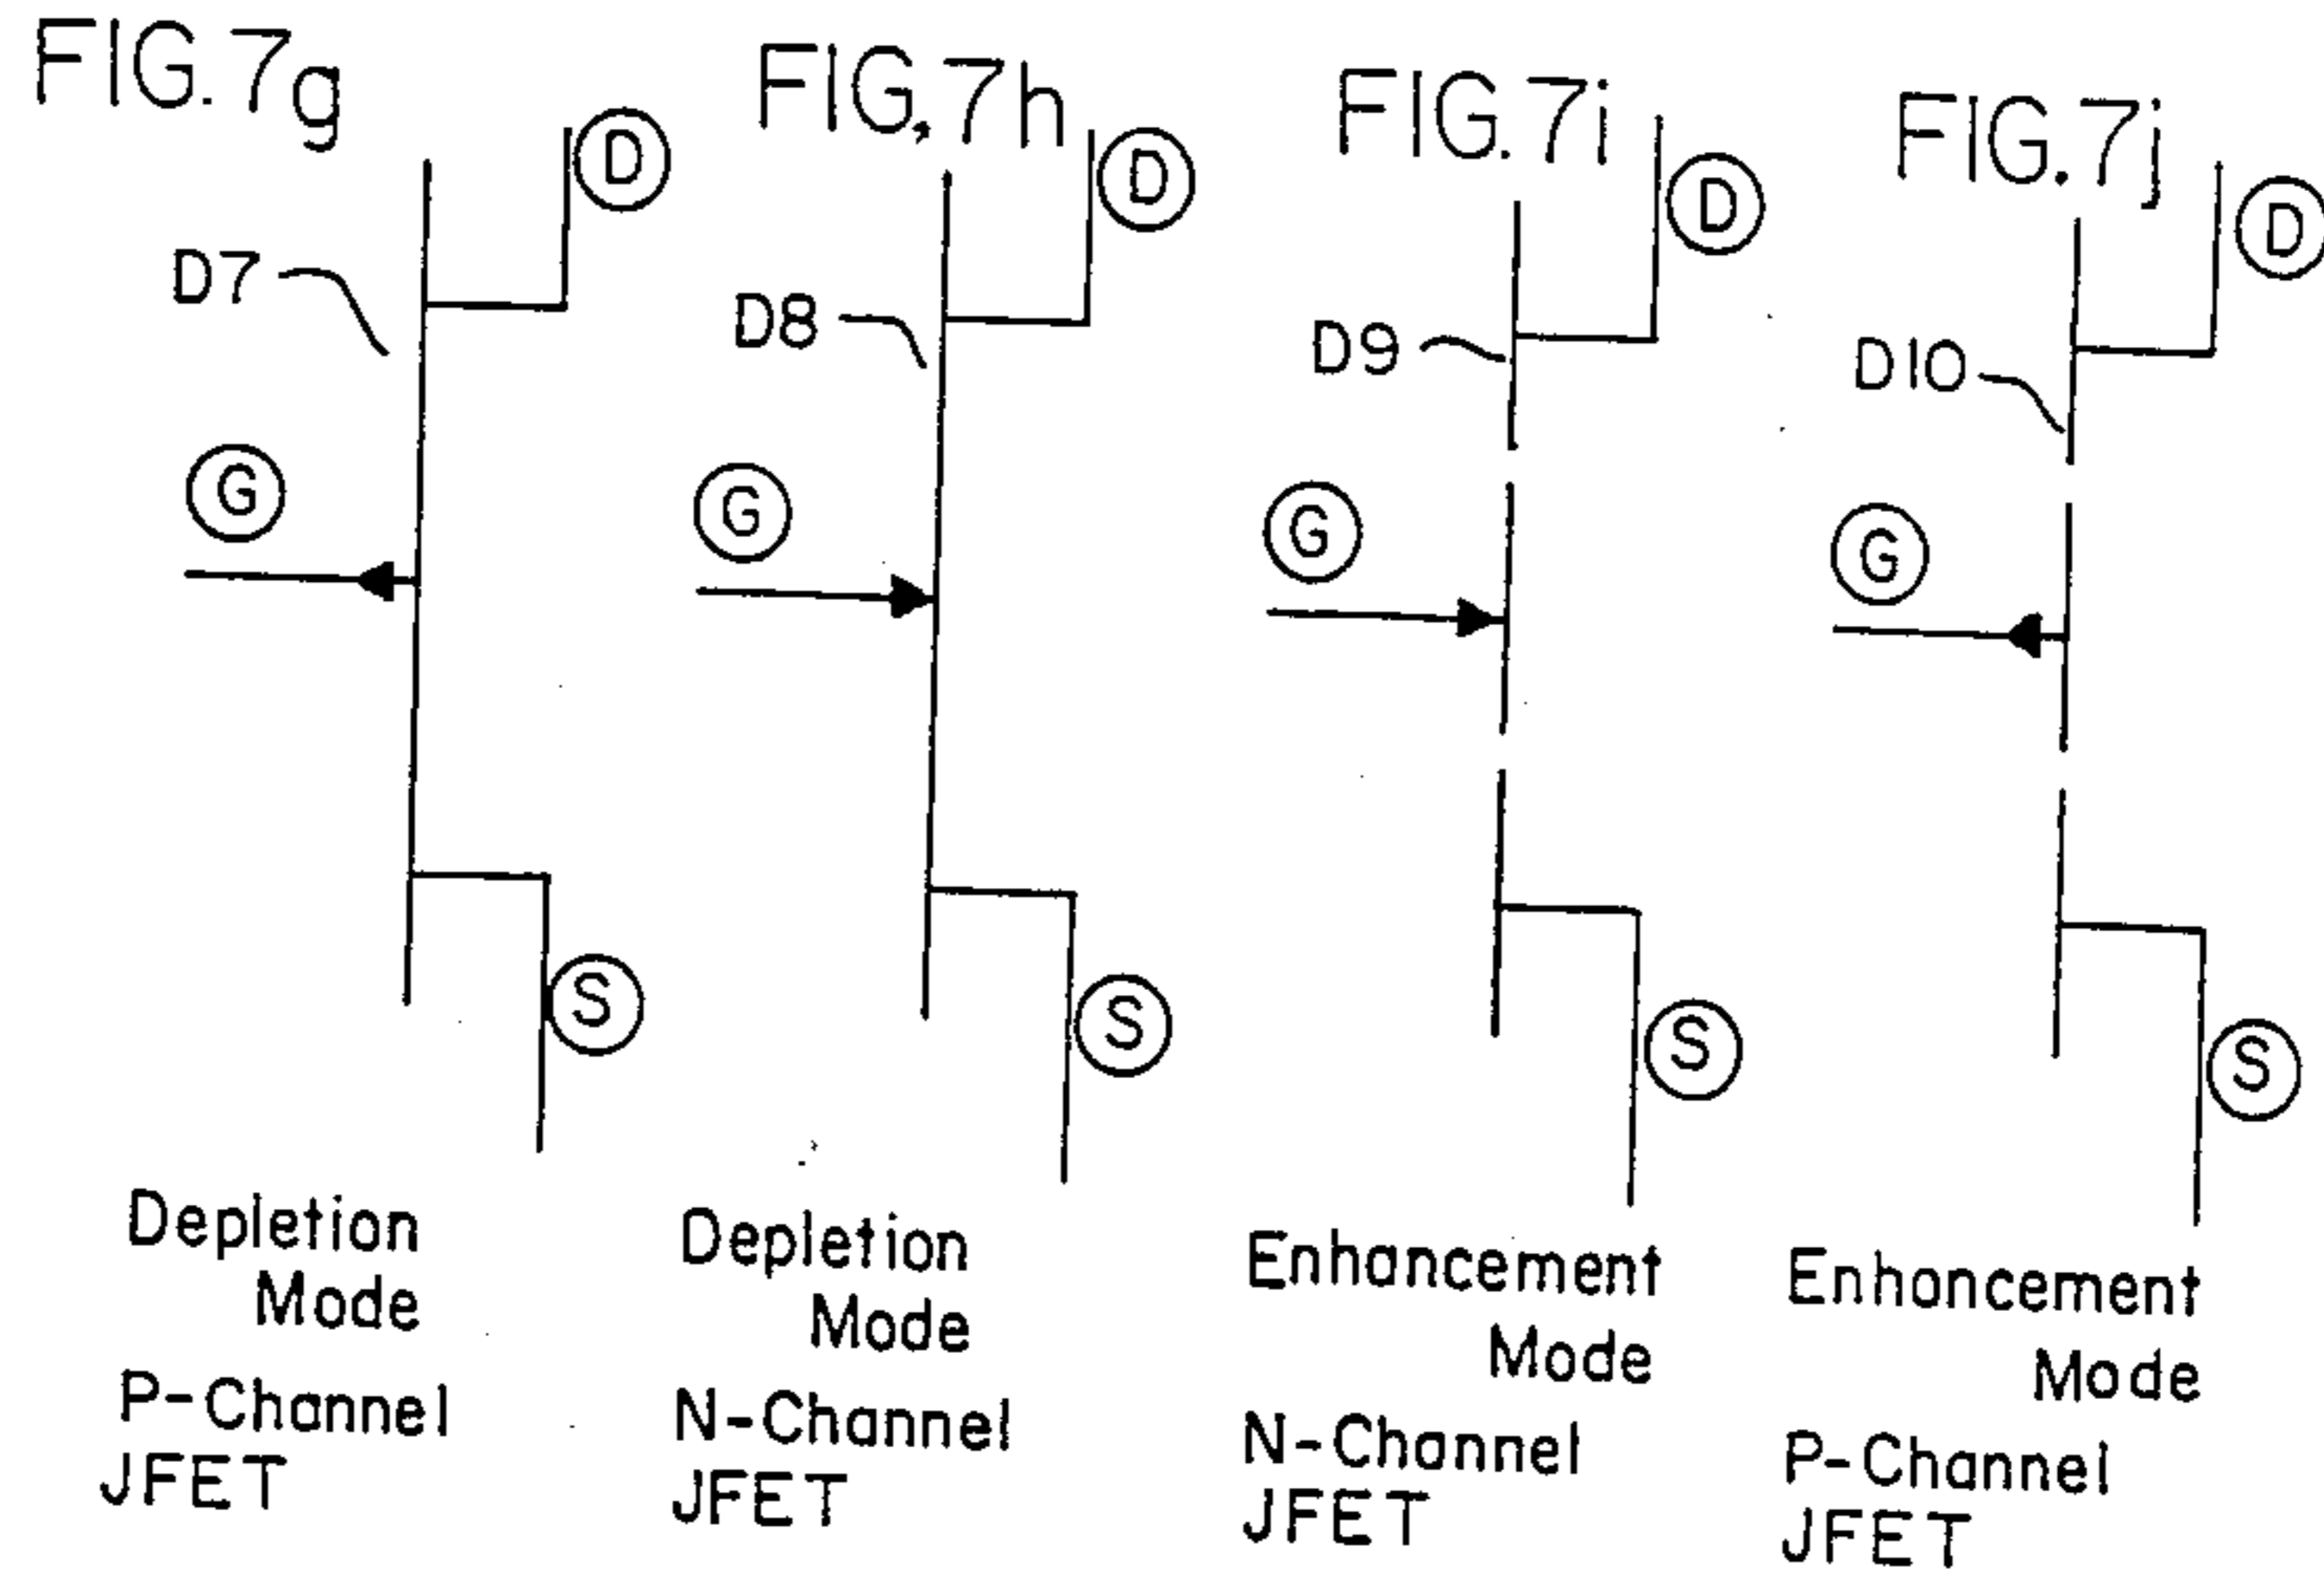 FIG. 7g
FIG. 7h
FIG. 7i
FIG. 7j
D
D
D
D
D7
D8
D9
D10
G
G
G
G
S
S
S
S
Depletion
Mode
P-Channel
JFET
Depletion
Mode
N-Channel
JFET
Enhancement
Mode
N-Channel
JFET
Enhancement
Mode
P-Channel
JFET